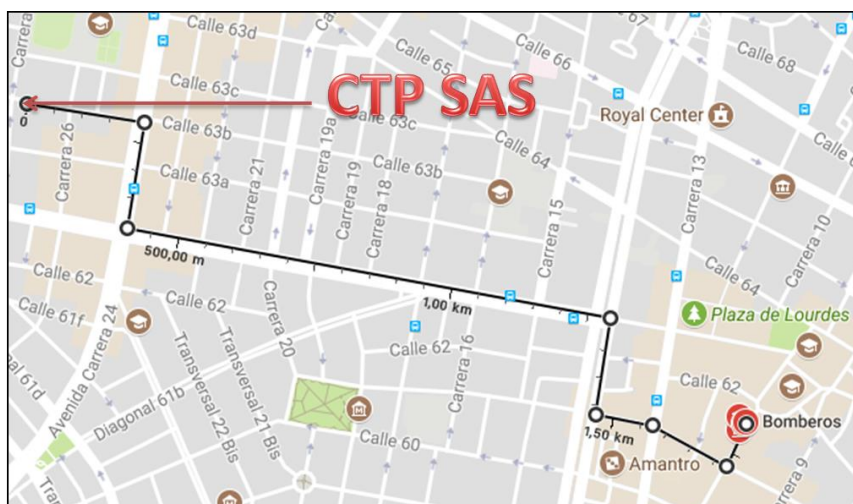 Carrera
Calle 63d
Carrera 19a
Calle 65
Calle 66
Calle 67
Calle 68
Calle 63c
CTP SAS
Calle 63c
Royal Center
0
Carrera 26
Calle 63b
Carrera 21
Calle 64
Carrera 13
Calle 63a
Calle 63b
Carrera 19
Carrera 18
Carrera 15
Carrera 10
500,00 m
Calle 62
Calle 62
1,00 km
Calle 64
Calle 61f
Carrera 20
Plaza de Lourdes
Avenida Carrera 24
Calle 62
Carrera 16
Calle 62
Transversal 22 Bis
Transversal 21 Bis
61d
Diagonal 61b
Bomberos
Calle 60
1,50 km
Amantro
Carrera 9